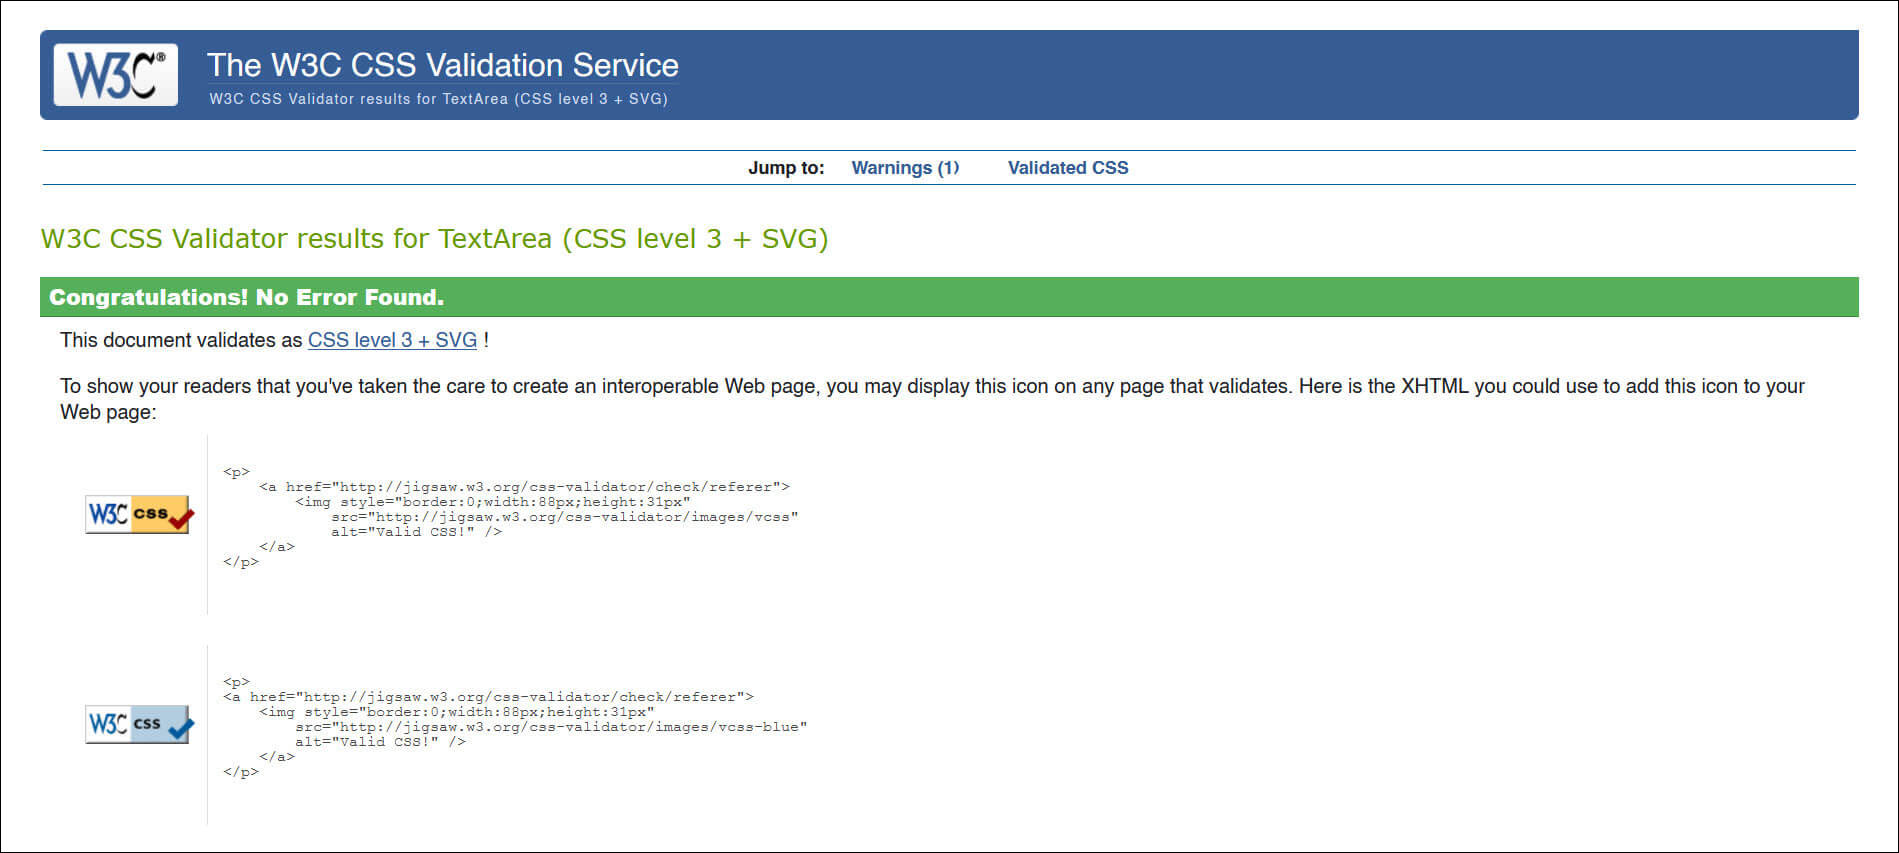 W3C®
The W3C CSS Validation Service
W3C CSS Validator results for TextArea (CSS level 3 + SVG)
Jump to: Warnings (1) Validated CSS
W3C CSS Validator results for TextArea (CSS level 3 + SVG)
Congratulations! No Error Found.
This document validates as CSS level 3 + SVG !
To show your readers that you've taken the care to create an interoperable Web page, you may display this icon on any page that validates. Here is the XHTML you could use to add this icon to your
Web page:
W3C css
<p>
<a href="http://jigsaw.w3.org/css-validator/check/referer">
<img style="border:0;width:88px;height:31px"
src="http://jigsaw.w3.org/css-validator/images/vcss"
alt="Valid CSS!" />
</a>
</p>
W3C css
<p>
<a href="http://jigsaw.w3.org/css-validator/check/referer">
<img style="border:0;width:88px;height:31px"
src="http://jigsaw.w3.org/css-validator/images/vcss-blue"
alt="Valid CSS!" />
</a>
</p>